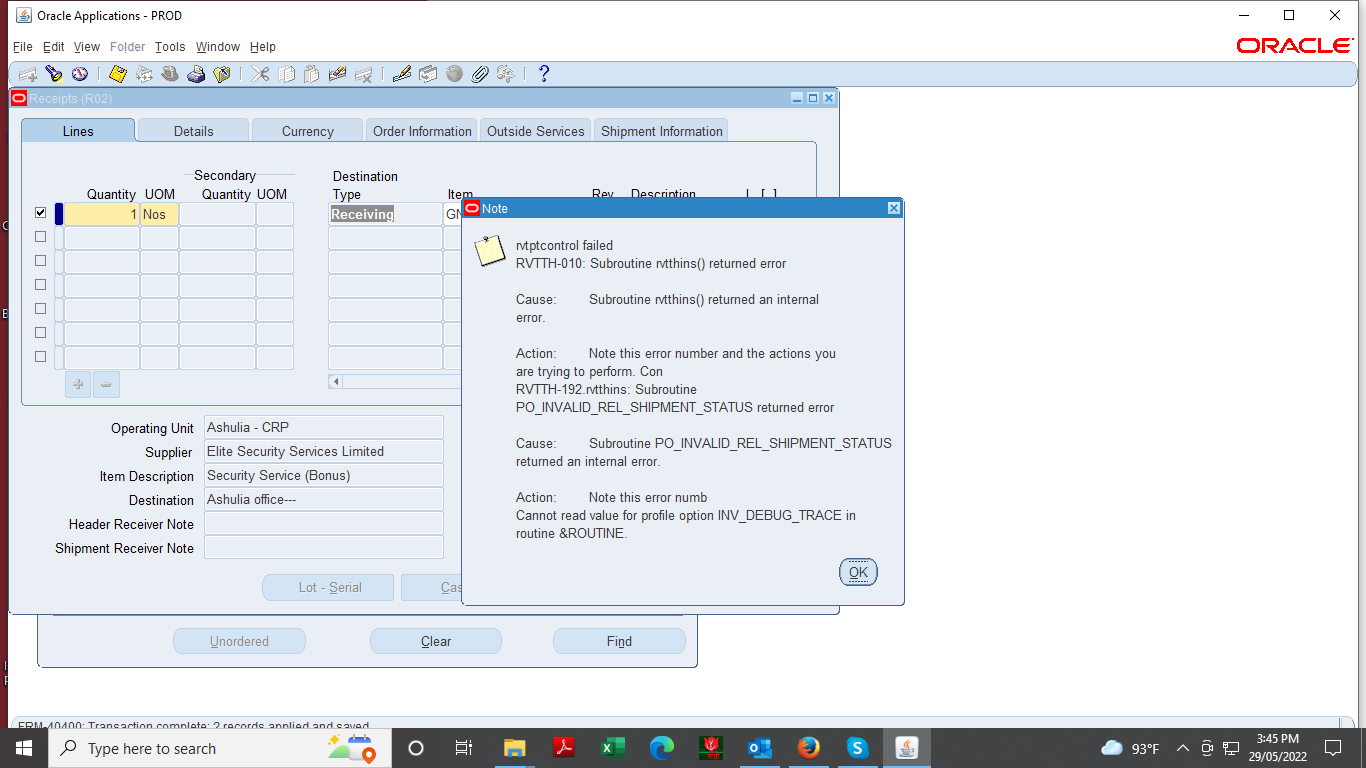 Oracle Applications - PROD
File Edit View Folder Tools Window Help
ORACLE
Receipts (R02)
Lines Details Currency Order Information Outside Services Shipment Information
Secondary Destination
Quantity UOM Quantity UOM Type Item Rev Description
1 Nos Receiving
Note
rvtptcontrol failed
RVTTH-010: Subroutine rvtthins() returned error
Cause: Subroutine rvtthins() returned an internal
error.
Action: Note this error number and the actions you
are trying to perform. Con
RVTTH-192.rvtthins: Subroutine
PO_INVALID_REL_SHIPMENT_STATUS returned error
Cause: Subroutine PO_INVALID_REL_SHIPMENT_STATUS
returned an internal error.
Action: Note this error numb
Cannot read value for profile option INV_DEBUG_TRACE in
routine &ROUTINE.
OK
Operating Unit Ashulia - CRP
Supplier Elite Security Services Limited
Item Description Security Service (Bonus)
Destination Ashulia office---
Header Receiver Note
Shipment Receiver Note
Lot - Serial
Unordered Clear Find
FRM-40400: Transaction complete: 2 records applied and saved.
Type here to search
93°F
3:45 PM
29/05/2022